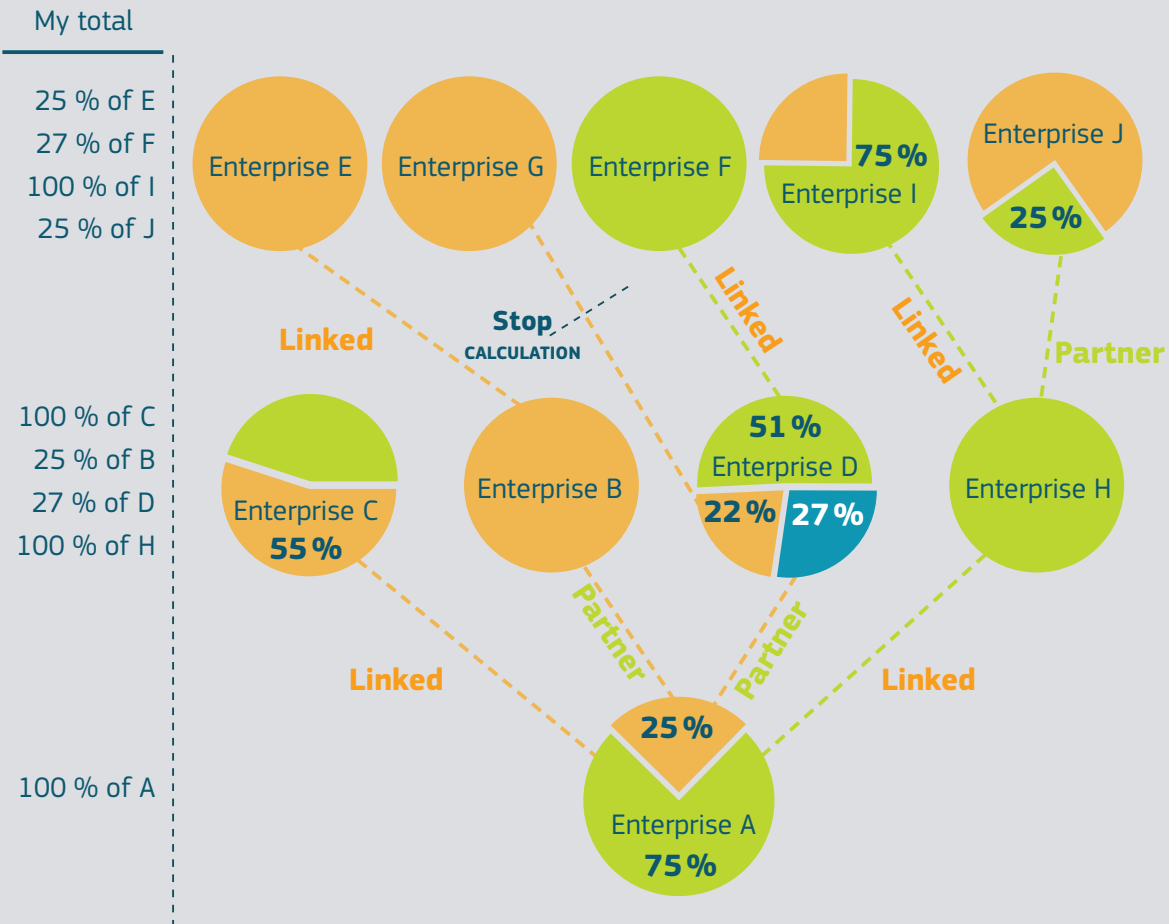 My total
25 % of E
27 % of F
100 % of I
25 % of J
Enterprise E
Enterprise G
Enterprise F
75 %
Enterprise I
Enterprise J
25 %
Linked
Stop
CALCULATION
Linked
Linked
Partner
100 % of C
25 % of B
27 % of D
100 % of H
Enterprise C
55 %
Enterprise B
51 %
Enterprise D
22 %
27 %
Enterprise H
Linked
Partner
Partner
Linked
100 % of A
25 %
Enterprise A
75 %